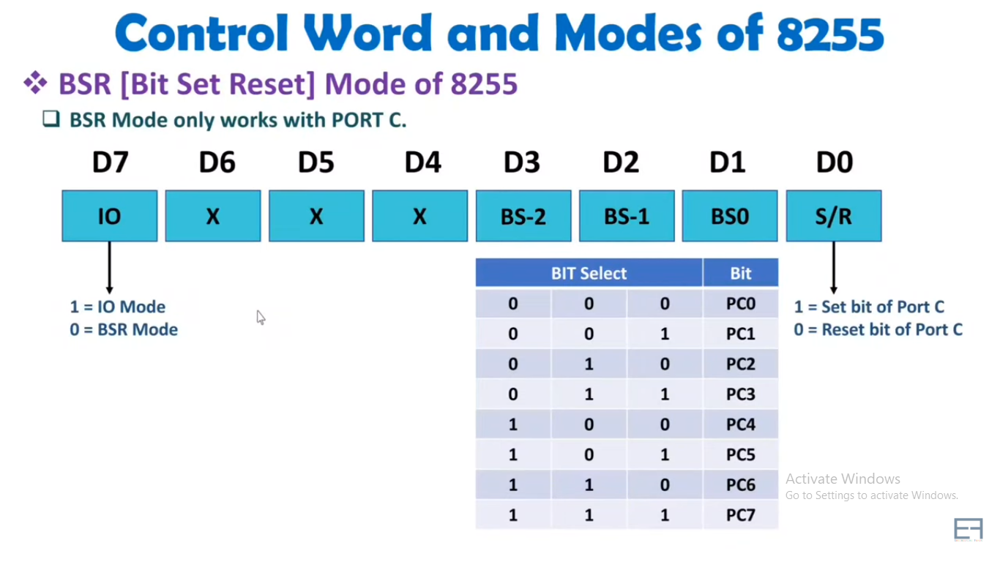 Control Word and Modes of 8255
❖ BSR [Bit Set Reset] Mode of 8255
❑ BSR Mode only works with PORT C.
D7 D6 D5 D4 D3 D2 D1 D0
IO X X X BS-2 BS-1 BS0 S/R
1 = IO Mode
0 = BSR Mode
BIT Select Bit
0 0 0 PC0
0 0 1 PC1
0 1 0 PC2
0 1 1 PC3
1 0 0 PC4
1 0 1 PC5
1 1 0 PC6
1 1 1 PC7
1 = Set bit of Port C
0 = Reset bit of Port C
Activate Windows
Go to Settings to activate Windows.